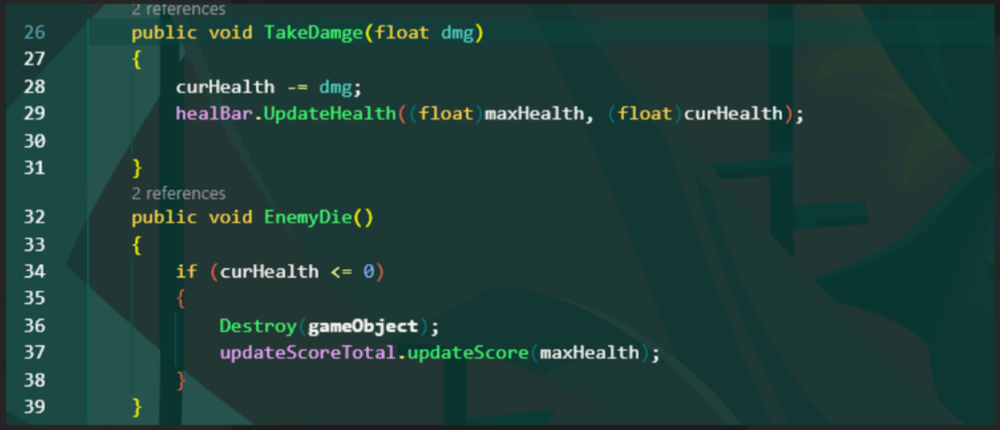 2 references
26 public void TakeDamge(float dmg)
27 {
28 curHealth -= dmg;
29 healBar.UpdateHealth((float)maxHealth, (float)curHealth);
30
31 }
2 references
32 public void EnemyDie()
33 {
34 if (curHealth <= 0)
35 {
36 Destroy(gameObject);
37 updateScoreTotal.updateScore(maxHealth);
38 }
39 }